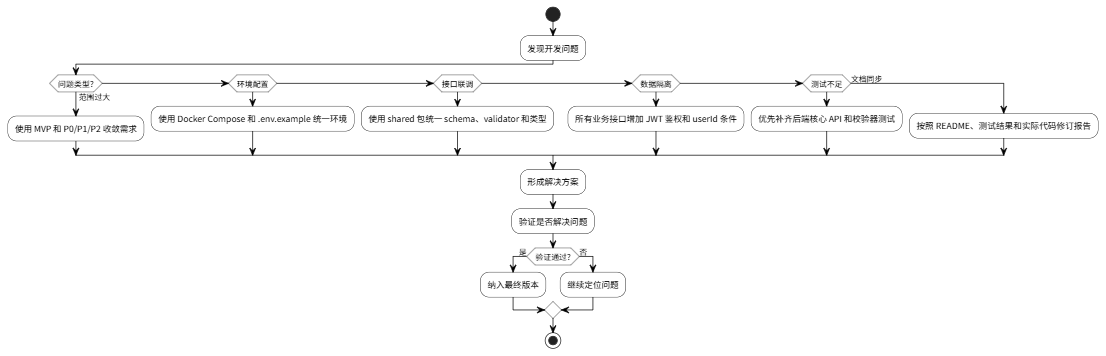 发现开发问题
问题类型?
范围过大
环境配置
接口联调
数据隔离
测试不足
文档同步
使用 MVP 和 P0/P1/P2 收敛需求
使用 Docker Compose 和 .env.example 统一环境
使用 shared 包统一 schema、validator 和类型
所有业务接口增加 JWT 鉴权和 userId 条件
优先补齐后端核心 API 和校验器测试
按照 README、测试结果和实际代码修订报告
形成解决方案
验证是否解决问题
验证通过?
是
否
纳入最终版本
继续定位问题